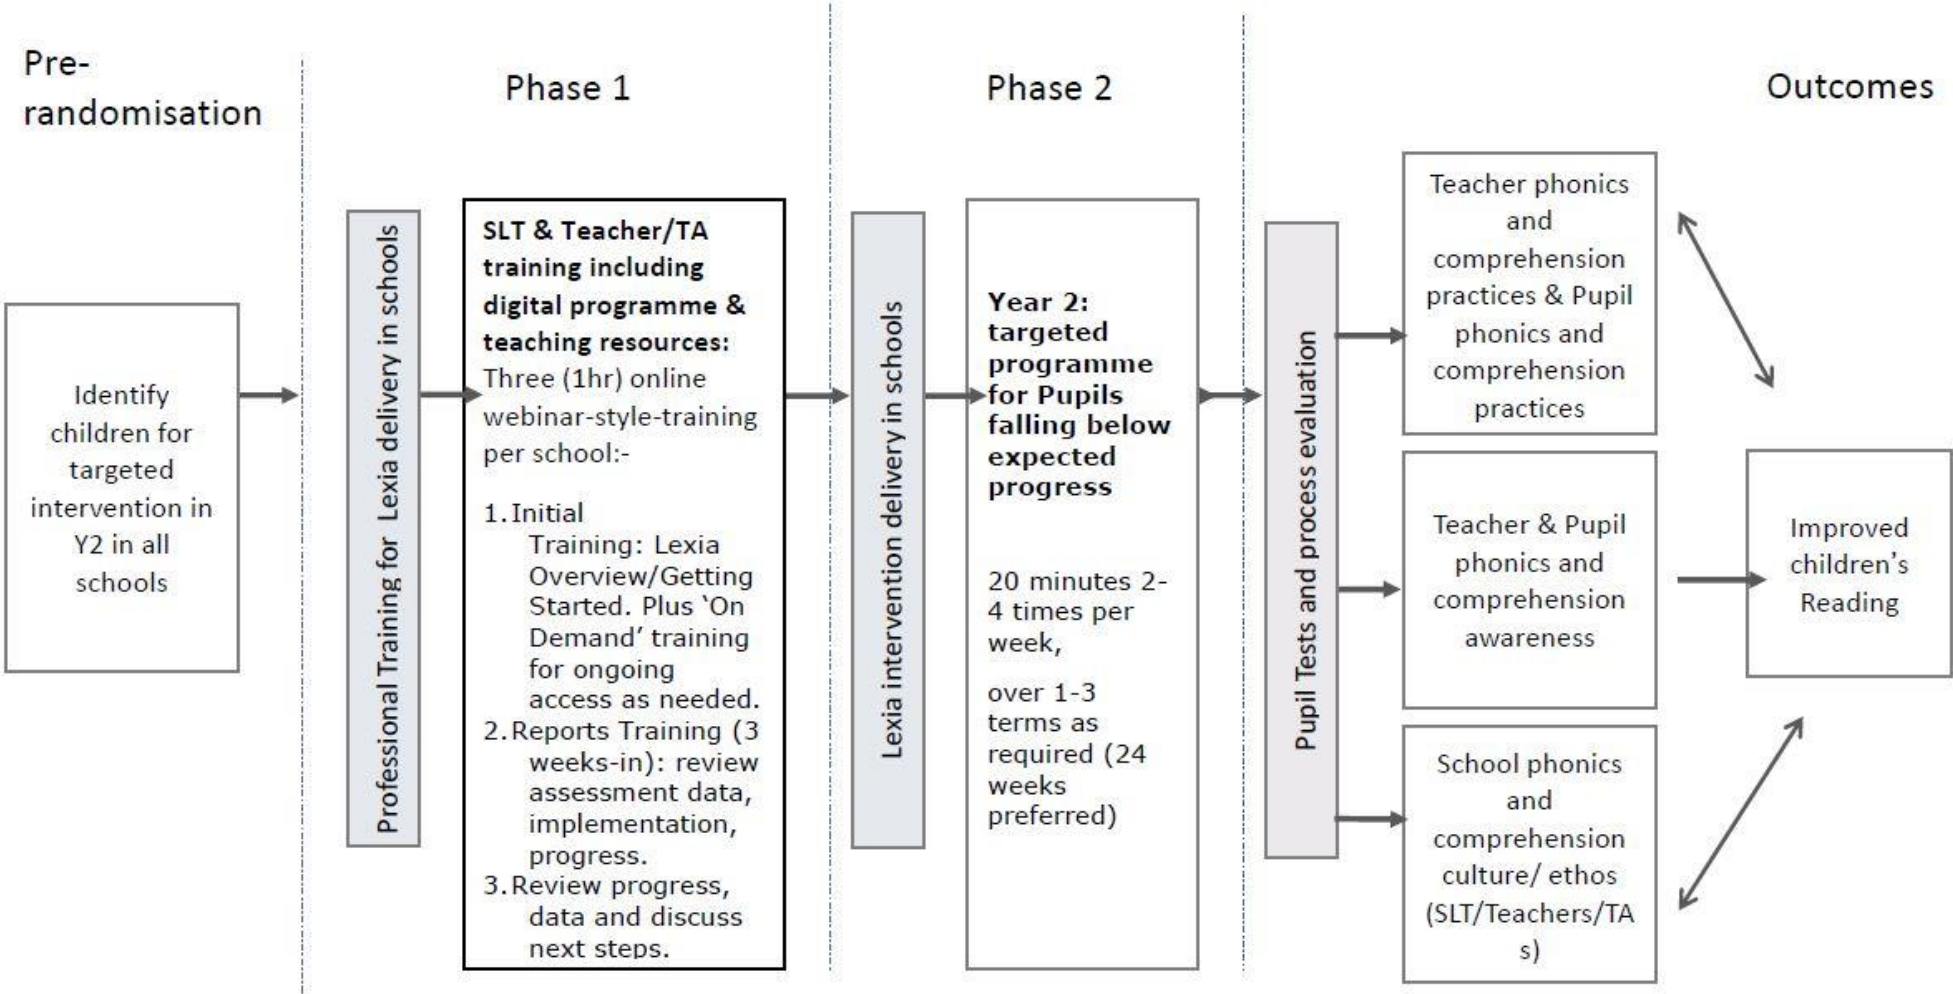 Pre-
randomisation
Phase 1
Phase 2
Outcomes
Identify
children for
targeted
intervention in
Y2 in all
schools
Professional Training for Lexia delivery in schools
SLT & Teacher/TA
training including
digital programme &
teaching resources:
Three (1hr) online
webinar-style-training
per school:-
1. Initial
Training: Lexia
Overview/Getting
Started. Plus ‘On
Demand’ training
for ongoing
access as needed.
2. Reports Training (3
weeks-in): review
assessment data,
implementation,
progress.
3. Review progress,
data and discuss
next steps.
Lexia intervention delivery in schools
Year 2:
targeted
programme
for Pupils
falling below
expected
progress
20 minutes 2-
4 times per
week,
over 1-3
terms as
required (24
weeks
preferred)
Pupil Tests and process evaluation
Teacher phonics
and
comprehension
practices & Pupil
phonics and
comprehension
practices
Teacher & Pupil
phonics and
comprehension
awareness
School phonics
and
comprehension
culture/ ethos
(SLT/Teachers/TA
s)
Improved
children’s
Reading